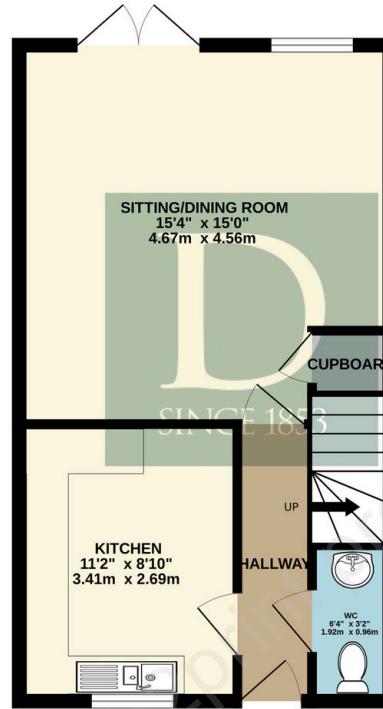 SITTING/DINING ROOM
15'4" x 15'0"
4.67m x 4.56m
D
SINCE 1853
CUPBOAR
UP
KITCHEN
11'2" x 8'10"
3.41m x 2.69m
HALLWAY
WC
6'4" x 3'2"
1.92m x 0.96m